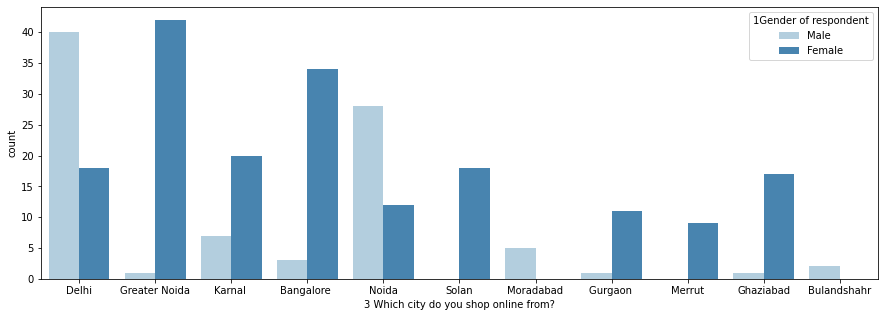 1Gender of respondent
Male
Female
count
40
35
30
25
20
15
10
5
0
Delhi Greater Noida Karnal Bangalore Noida Solan Moradabad Gurgaon Merrut Ghaziabad Bulandshahr
3 Which city do you shop online from?